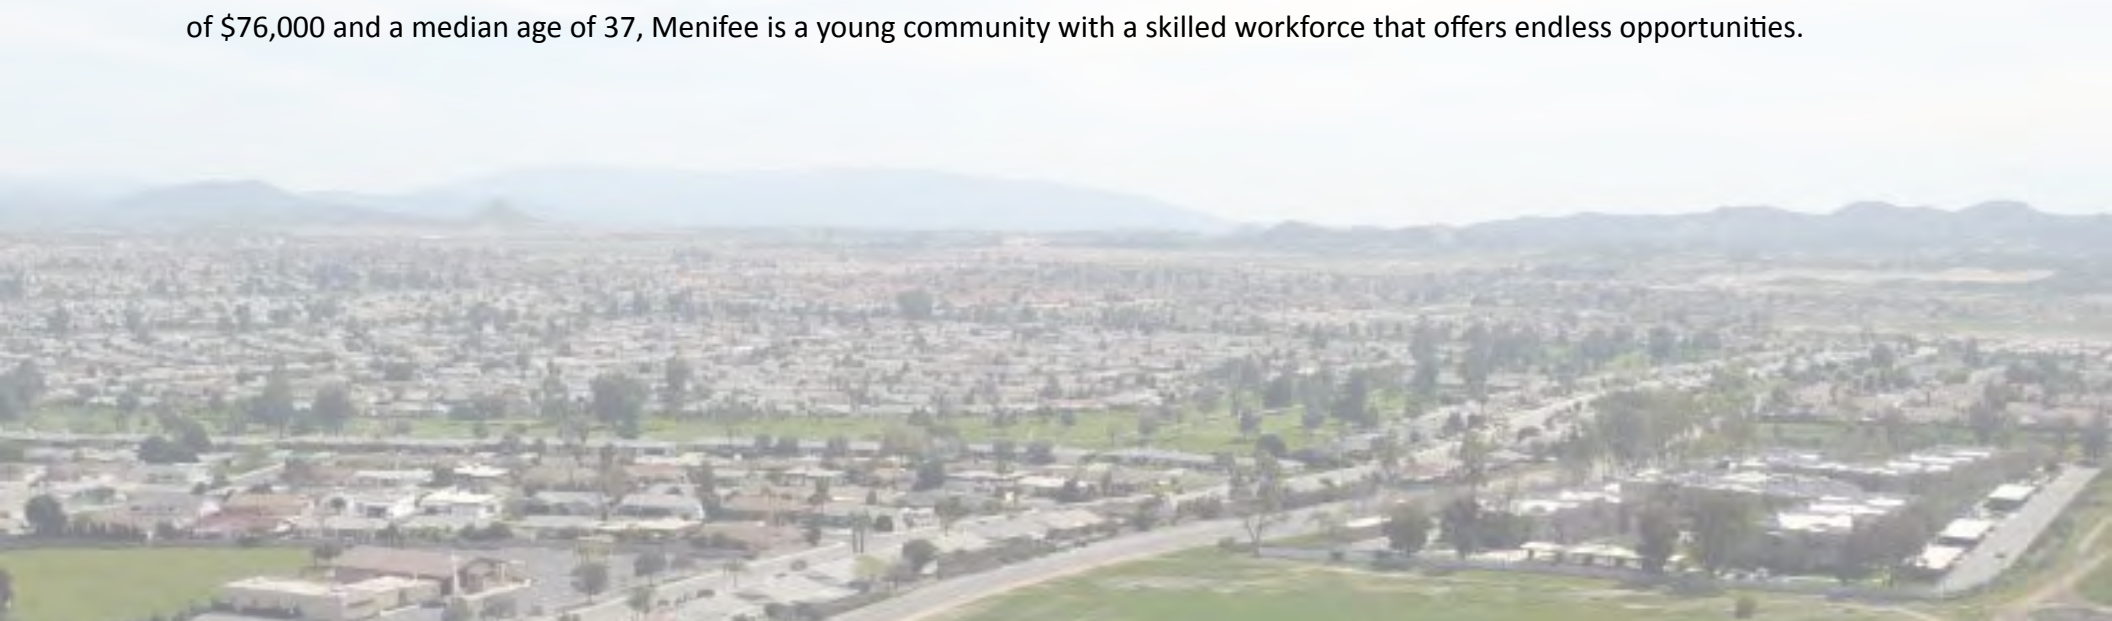 of $76,000 and a median age of 37, Menifee is a young community with a skilled workforce that offers endless opportunities.